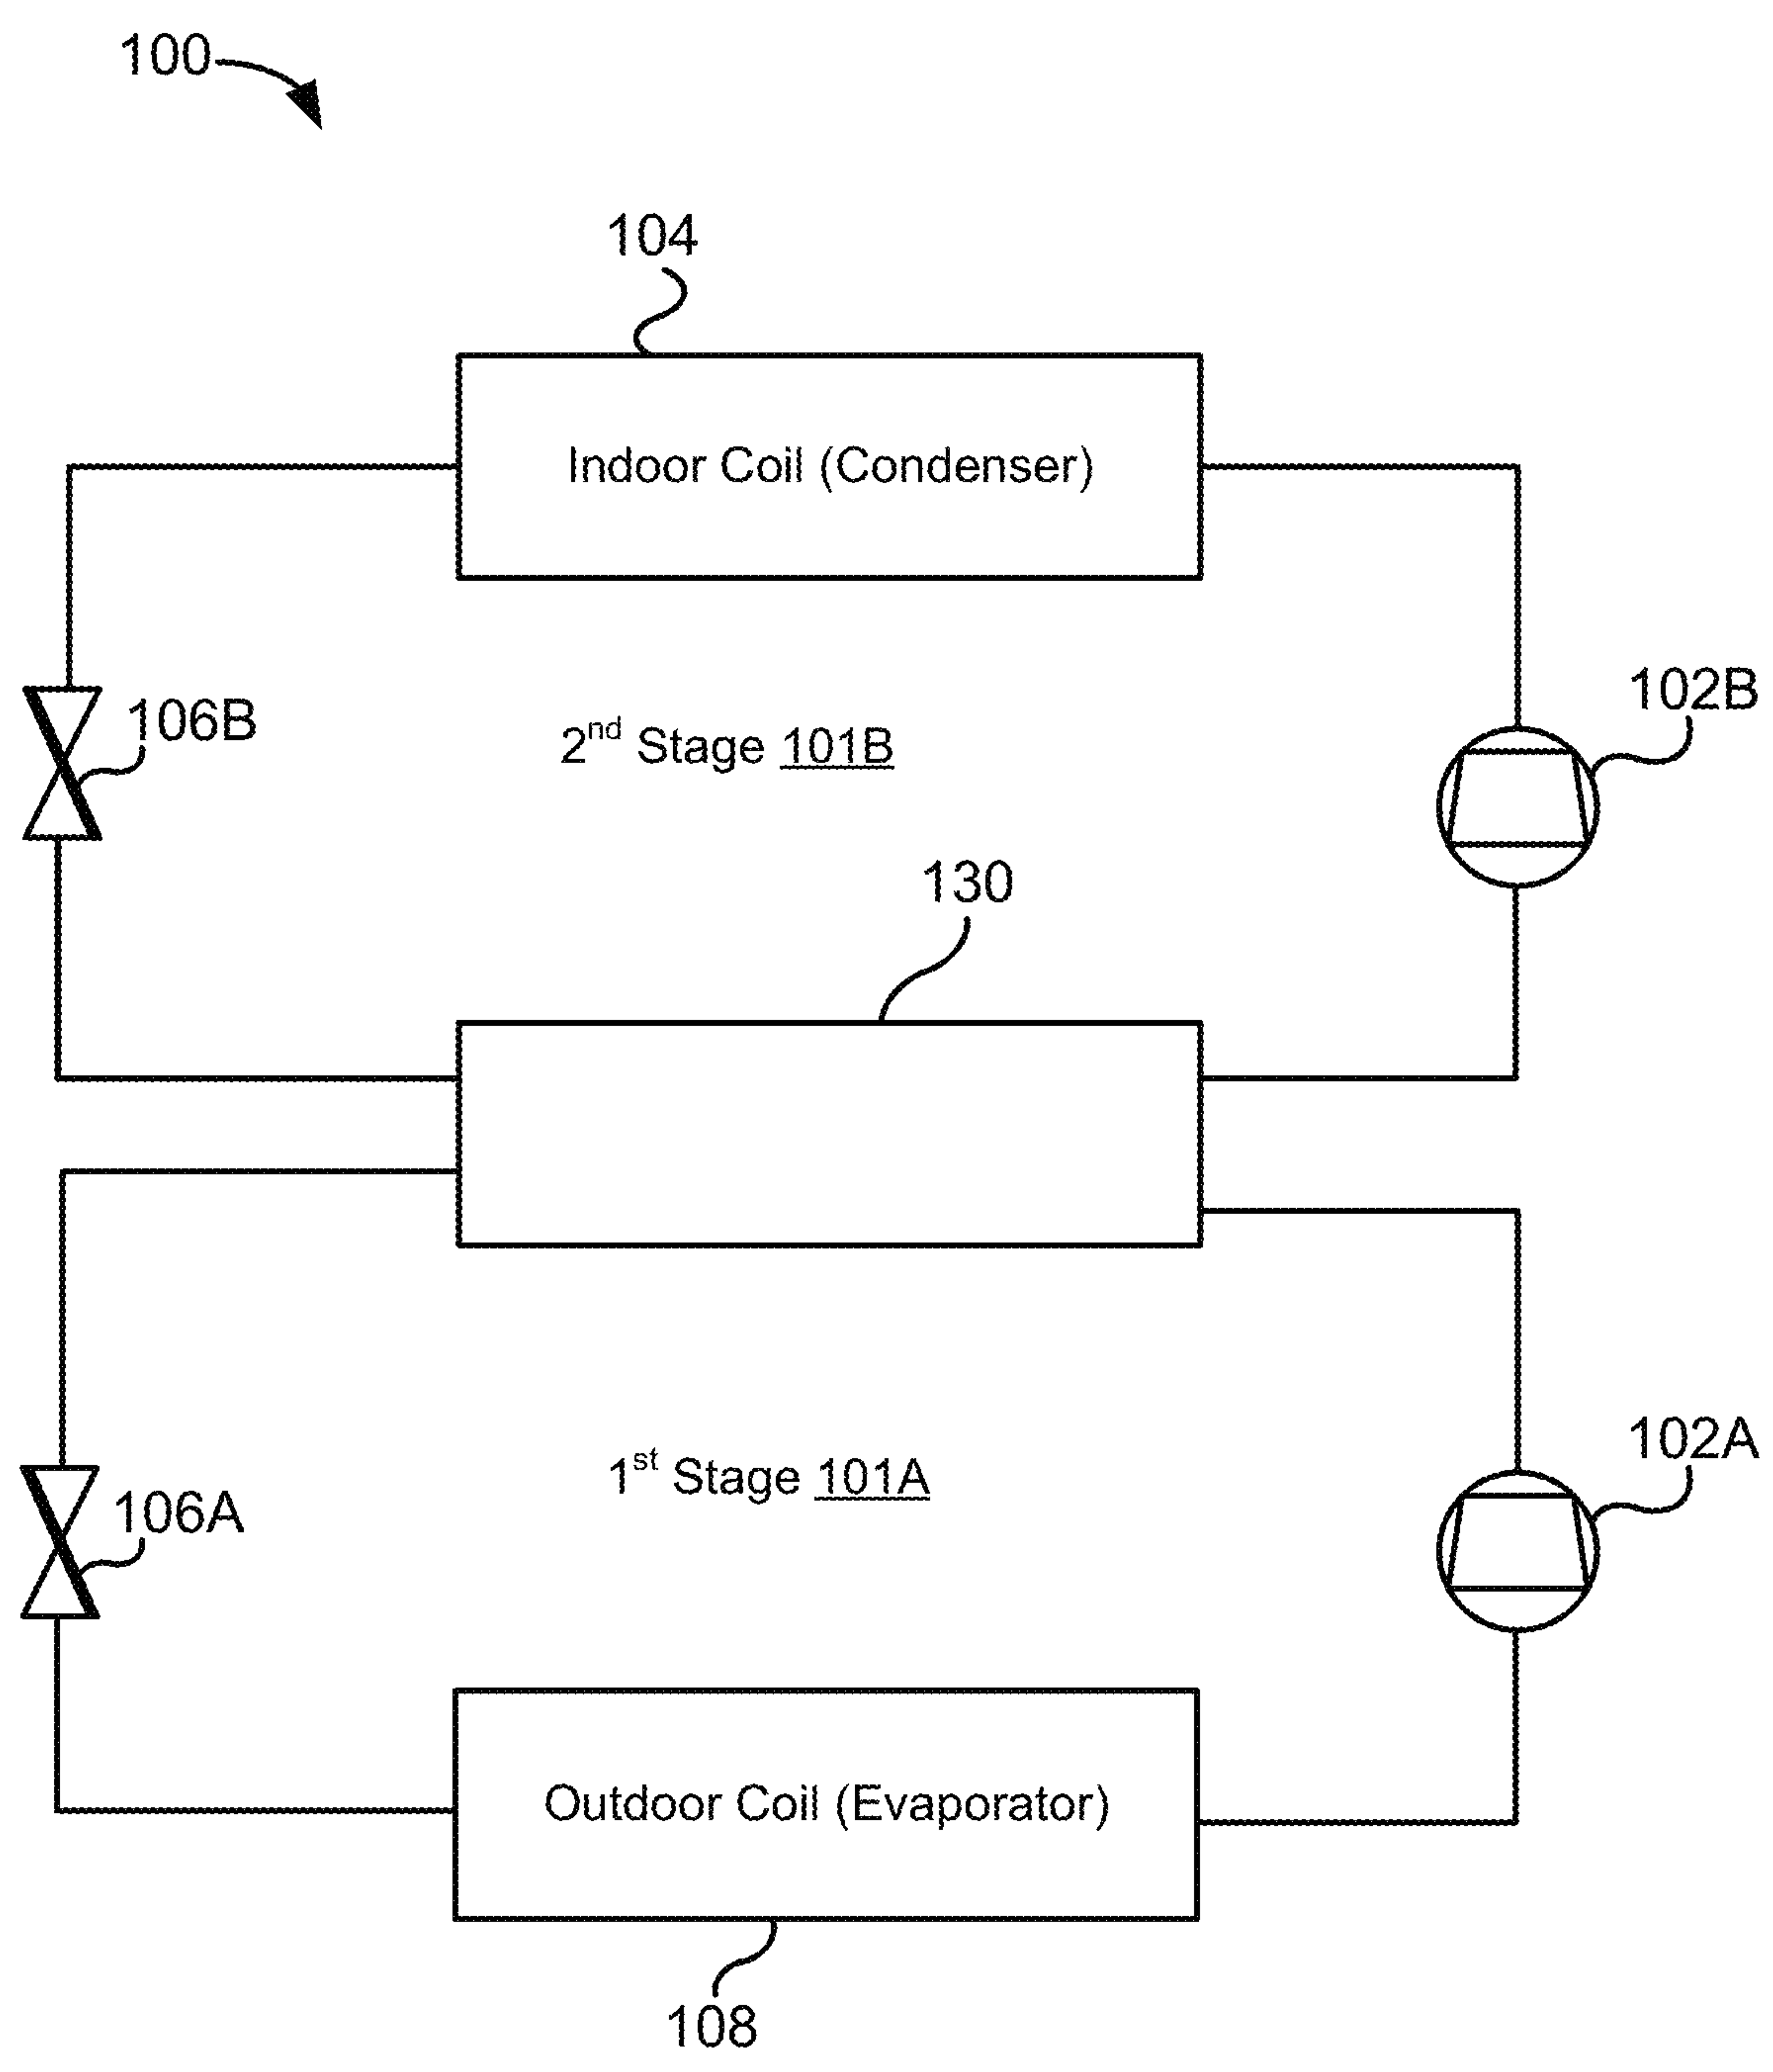 100
104
Indoor Coil (Condenser)
102B
106B
2nd Stage 101B
130
102A
1st Stage 101A
106A
Outdoor Coil (Evaporator)
108